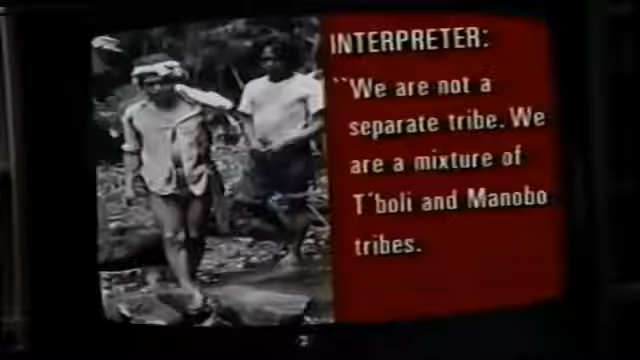 INTERPRETER:
``We are not a
separate tribe. We
are a mixture of
T'boli and Manobo
tribes.